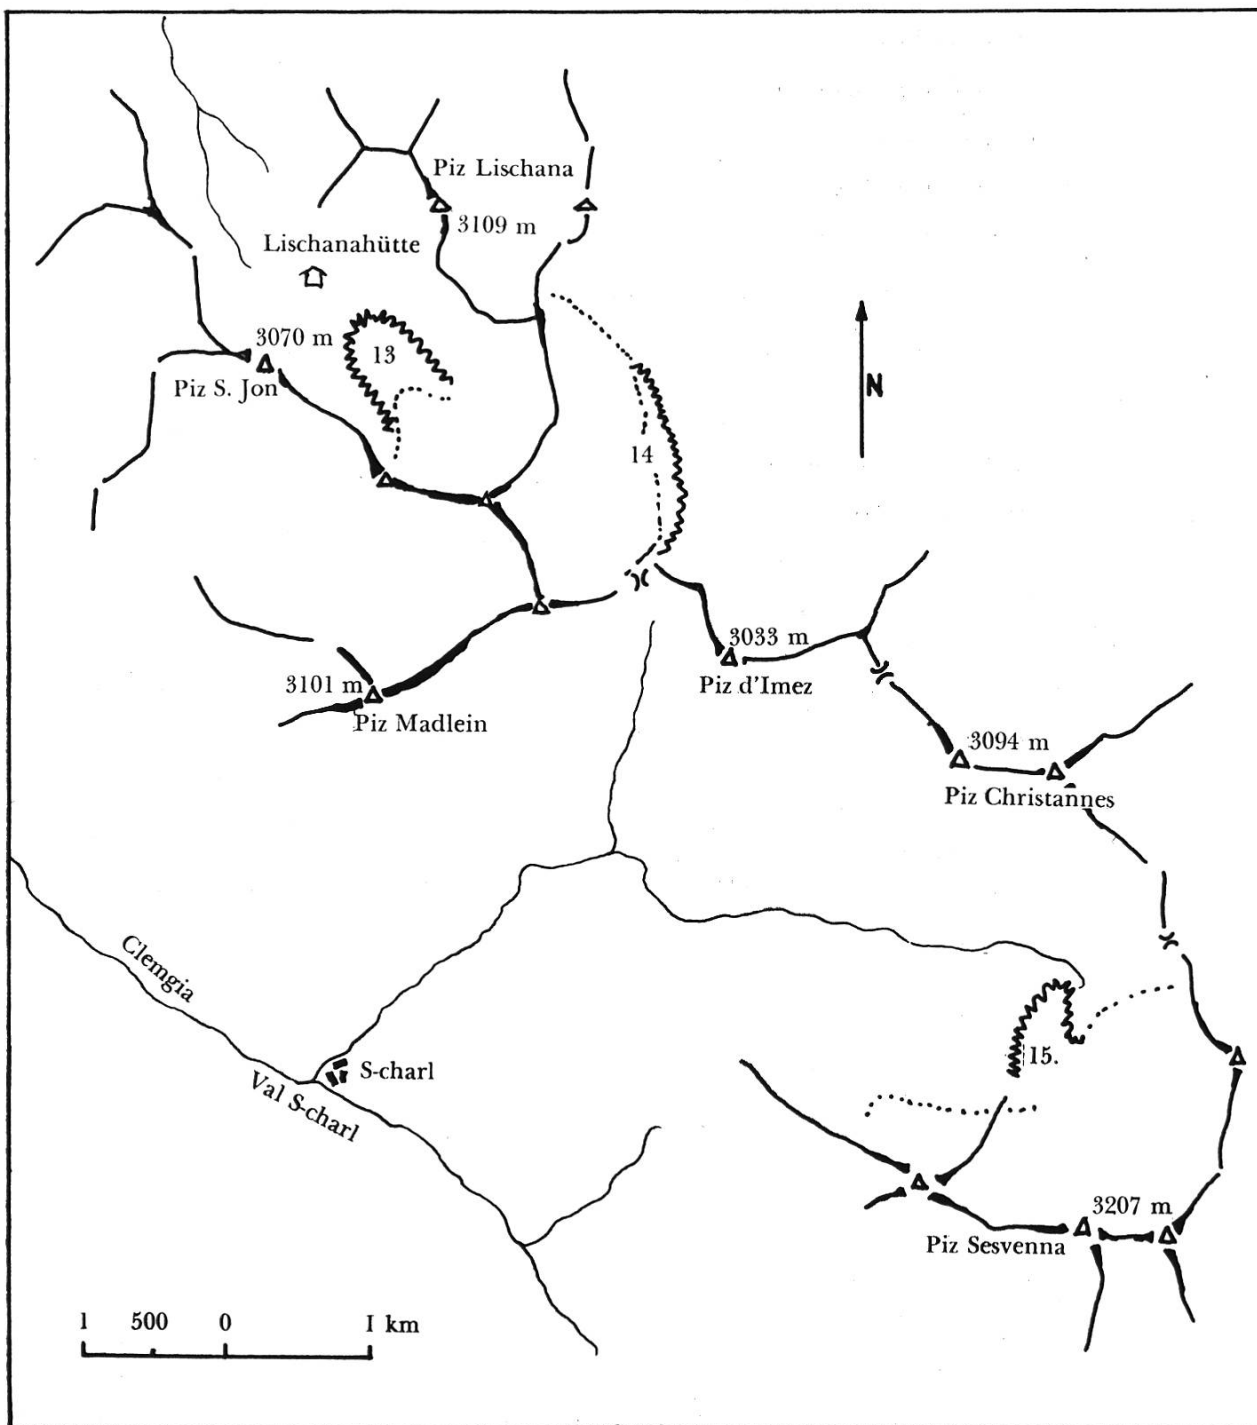 Piz Lischana
3109 m
Lischanahütte
3070 m
13
Piz S. Jon
N
14
3033 m
Piz d'Imez
3101 m
Piz Madlein
3094 m
Piz Christannes
Clemgia
S-charl
Val S-charl
15.
3207 m
Piz Sesvenna
1 500 0 I km